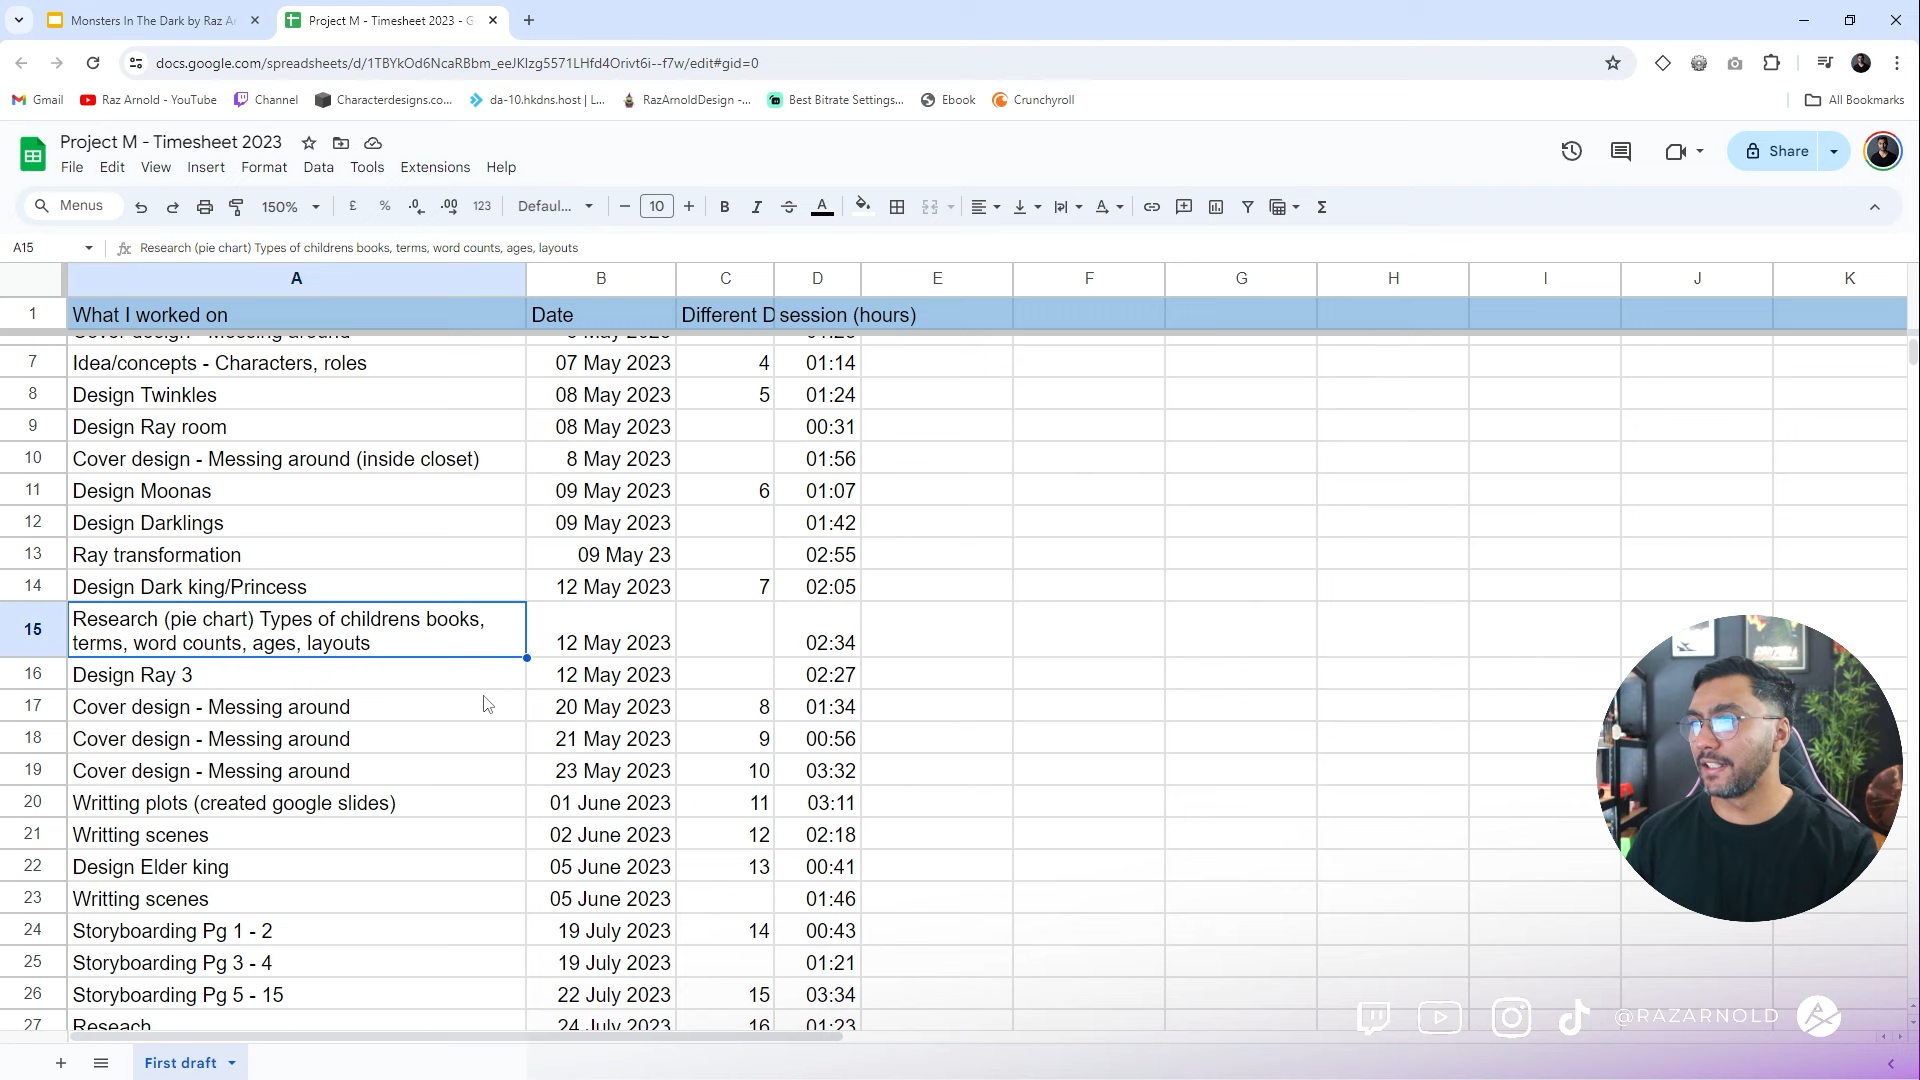 Monsters In The Dark by Raz A
Project M - Timesheet 2023 - G
docs.google.com/spreadsheets/d/1TBYkOd6NcaRBbm_eeJKlzg5571LHfd4Orivt6i--f7w/edit#gid=0
Gmail Raz Arnold - YouTube Channel Characterdesigns.co... da-10.hkdns.host | L... RazArnoldDesign -... Best Bitrate Settings... Ebook Crunchyroll All Bookmarks
Project M - Timesheet 2023
Share
File Edit View Insert Format Data Tools Extensions Help
Menus 150% £ % .0 .00 123 Defaul... 10 B I A Σ
A15 fx Research (pie chart) Types of childrens books, terms, word counts, ages, layouts
A B C D E F G H I J K
1 What I worked on Date Different D session (hours)
7 Idea/concepts - Characters, roles 07 May 2023 4 01:14
8 Design Twinkles 08 May 2023 5 01:24
9 Design Ray room 08 May 2023 00:31
10 Cover design - Messing around (inside closet) 8 May 2023 01:56
11 Design Moonas 09 May 2023 6 01:07
12 Design Darklings 09 May 2023 01:42
13 Ray transformation 09 May 23 02:55
14 Design Dark king/Princess 12 May 2023 7 02:05
15 Research (pie chart) Types of childrens books,
terms, word counts, ages, layouts 12 May 2023 02:34
16 Design Ray 3 12 May 2023 02:27
17 Cover design - Messing around 20 May 2023 8 01:34
18 Cover design - Messing around 21 May 2023 9 00:56
19 Cover design - Messing around 23 May 2023 10 03:32
20 Writting plots (created google slides) 01 June 2023 11 03:11
21 Writting scenes 02 June 2023 12 02:18
22 Design Elder king 05 June 2023 13 00:41
23 Writting scenes 05 June 2023 01:46
24 Storyboarding Pg 1 - 2 19 July 2023 14 00:43
25 Storyboarding Pg 3 - 4 19 July 2023 01:21
26 Storyboarding Pg 5 - 15 22 July 2023 15 03:34
27 Reseach 24 July 2023 16 01:23
@RAZARNOLD
First draft